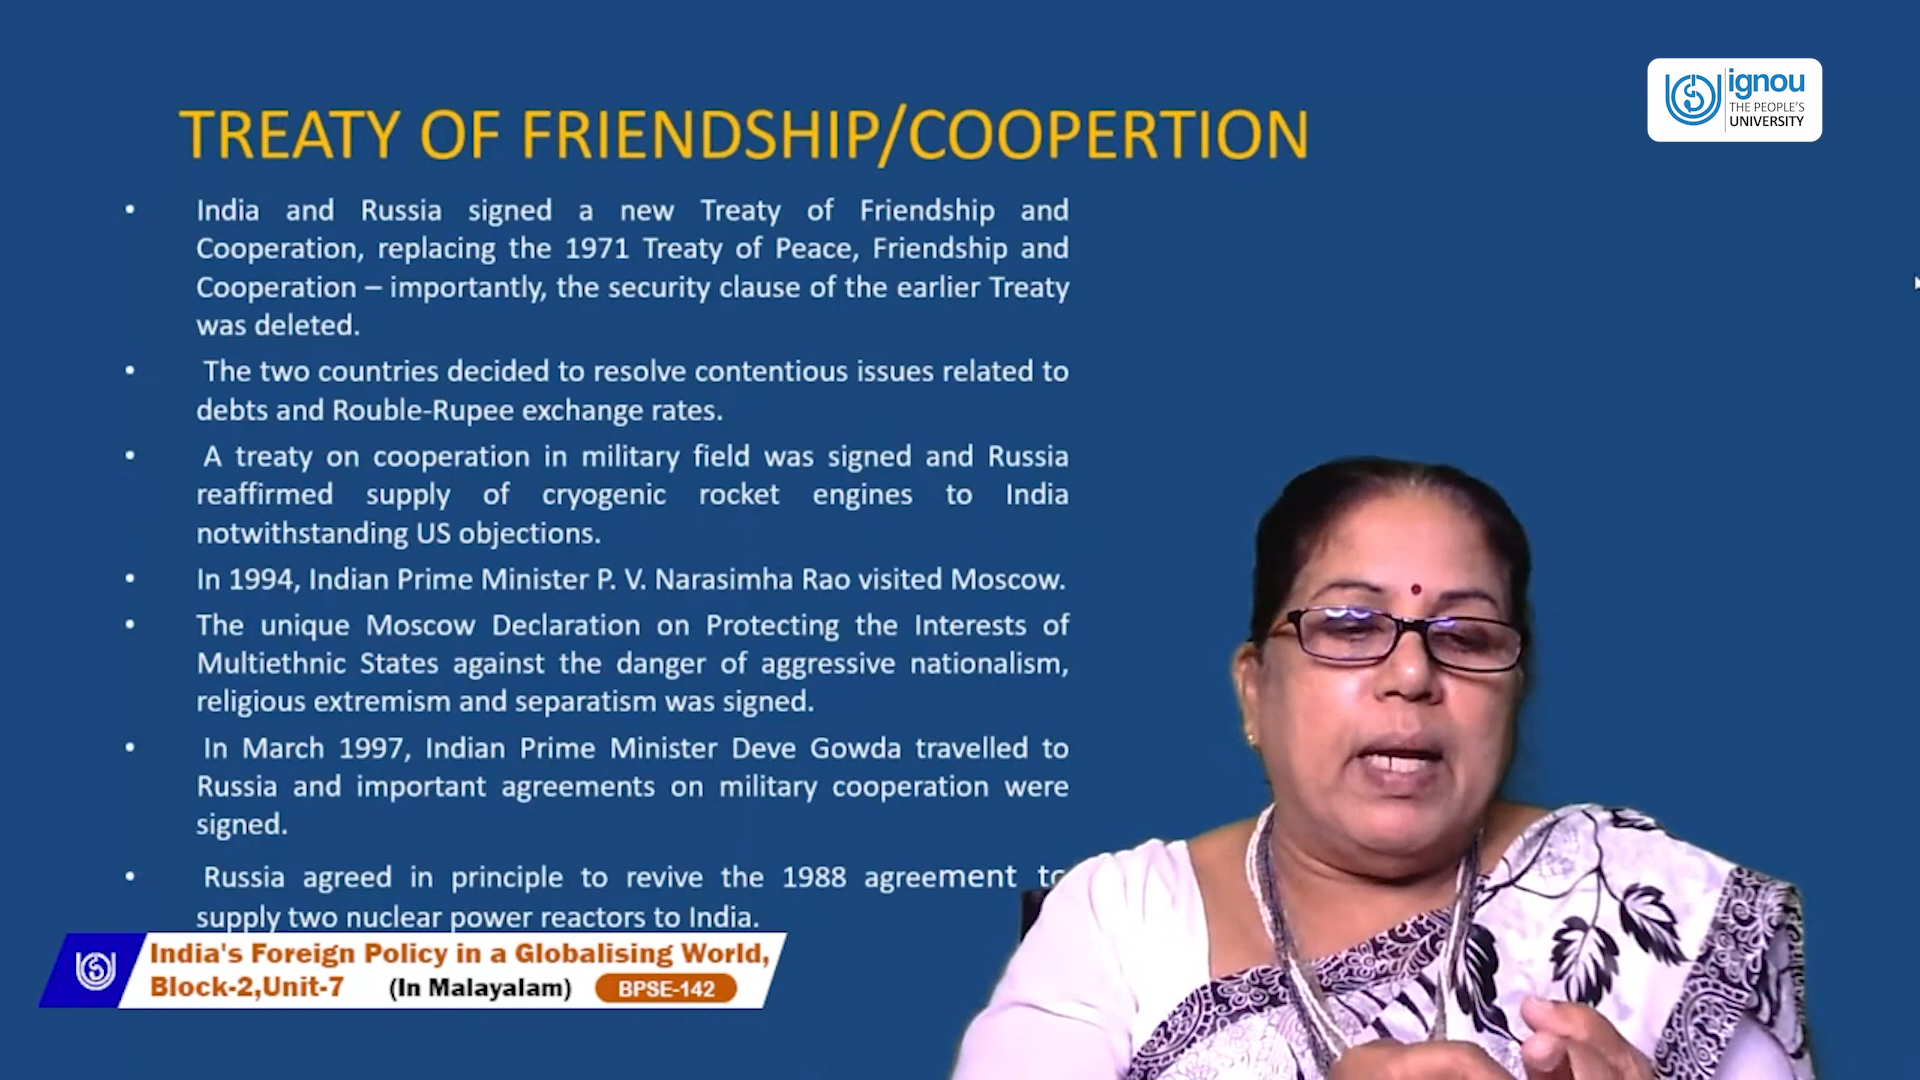 ignou
THE PEOPLE'S
UNIVERSITY
TREATY OF FRIENDSHIP/COOPERTION
• India and Russia signed a new Treaty of Friendship and
Cooperation, replacing the 1971 Treaty of Peace, Friendship and
Cooperation – importantly, the security clause of the earlier Treaty
was deleted.
• The two countries decided to resolve contentious issues related to
debts and Rouble-Rupee exchange rates.
• A treaty on cooperation in military field was signed and Russia
reaffirmed supply of cryogenic rocket engines to India
notwithstanding US objections.
• In 1994, Indian Prime Minister P. V. Narasimha Rao visited Moscow.
• The unique Moscow Declaration on Protecting the Interests of
Multiethnic States against the danger of aggressive nationalism,
religious extremism and separatism was signed.
• In March 1997, Indian Prime Minister Deve Gowda travelled to
Russia and important agreements on military cooperation were
signed.
• Russia agreed in principle to revive the 1988 agreement to
supply two nuclear power reactors to India.
India's Foreign Policy in a Globalising World,
Block-2,Unit-7 (In Malayalam) BPSE-142